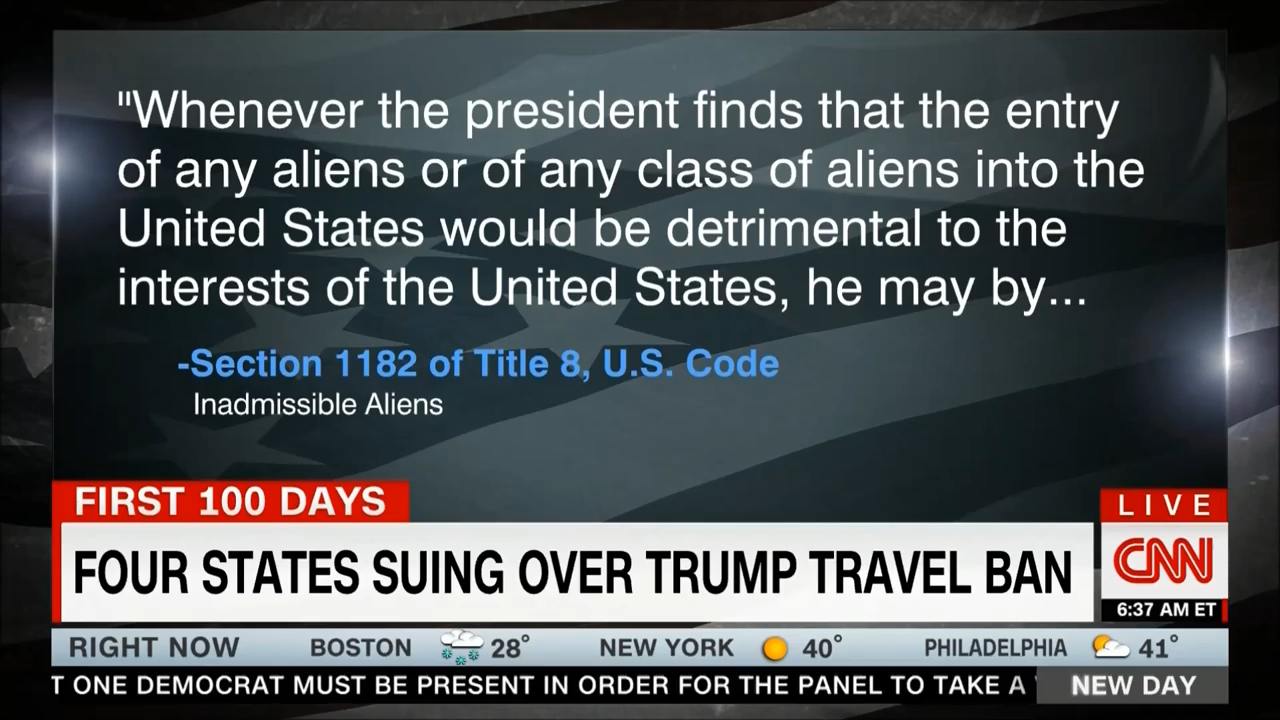 "Whenever the president finds that the entry
of any aliens or of any class of aliens into the
United States would be detrimental to the
interests of the United States, he may by...
-Section 1182 of Title 8, U.S. Code
Inadmissible Aliens
FIRST 100 DAYS
FOUR STATES SUING OVER TRUMP TRAVEL BAN
LIVE
CNN
6:37 AM ET
RIGHT NOW BOSTON 28° NEW YORK 40° PHILADELPHIA 41°
T ONE DEMOCRAT MUST BE PRESENT IN ORDER FOR THE PANEL TO TAKE A
NEW DAY